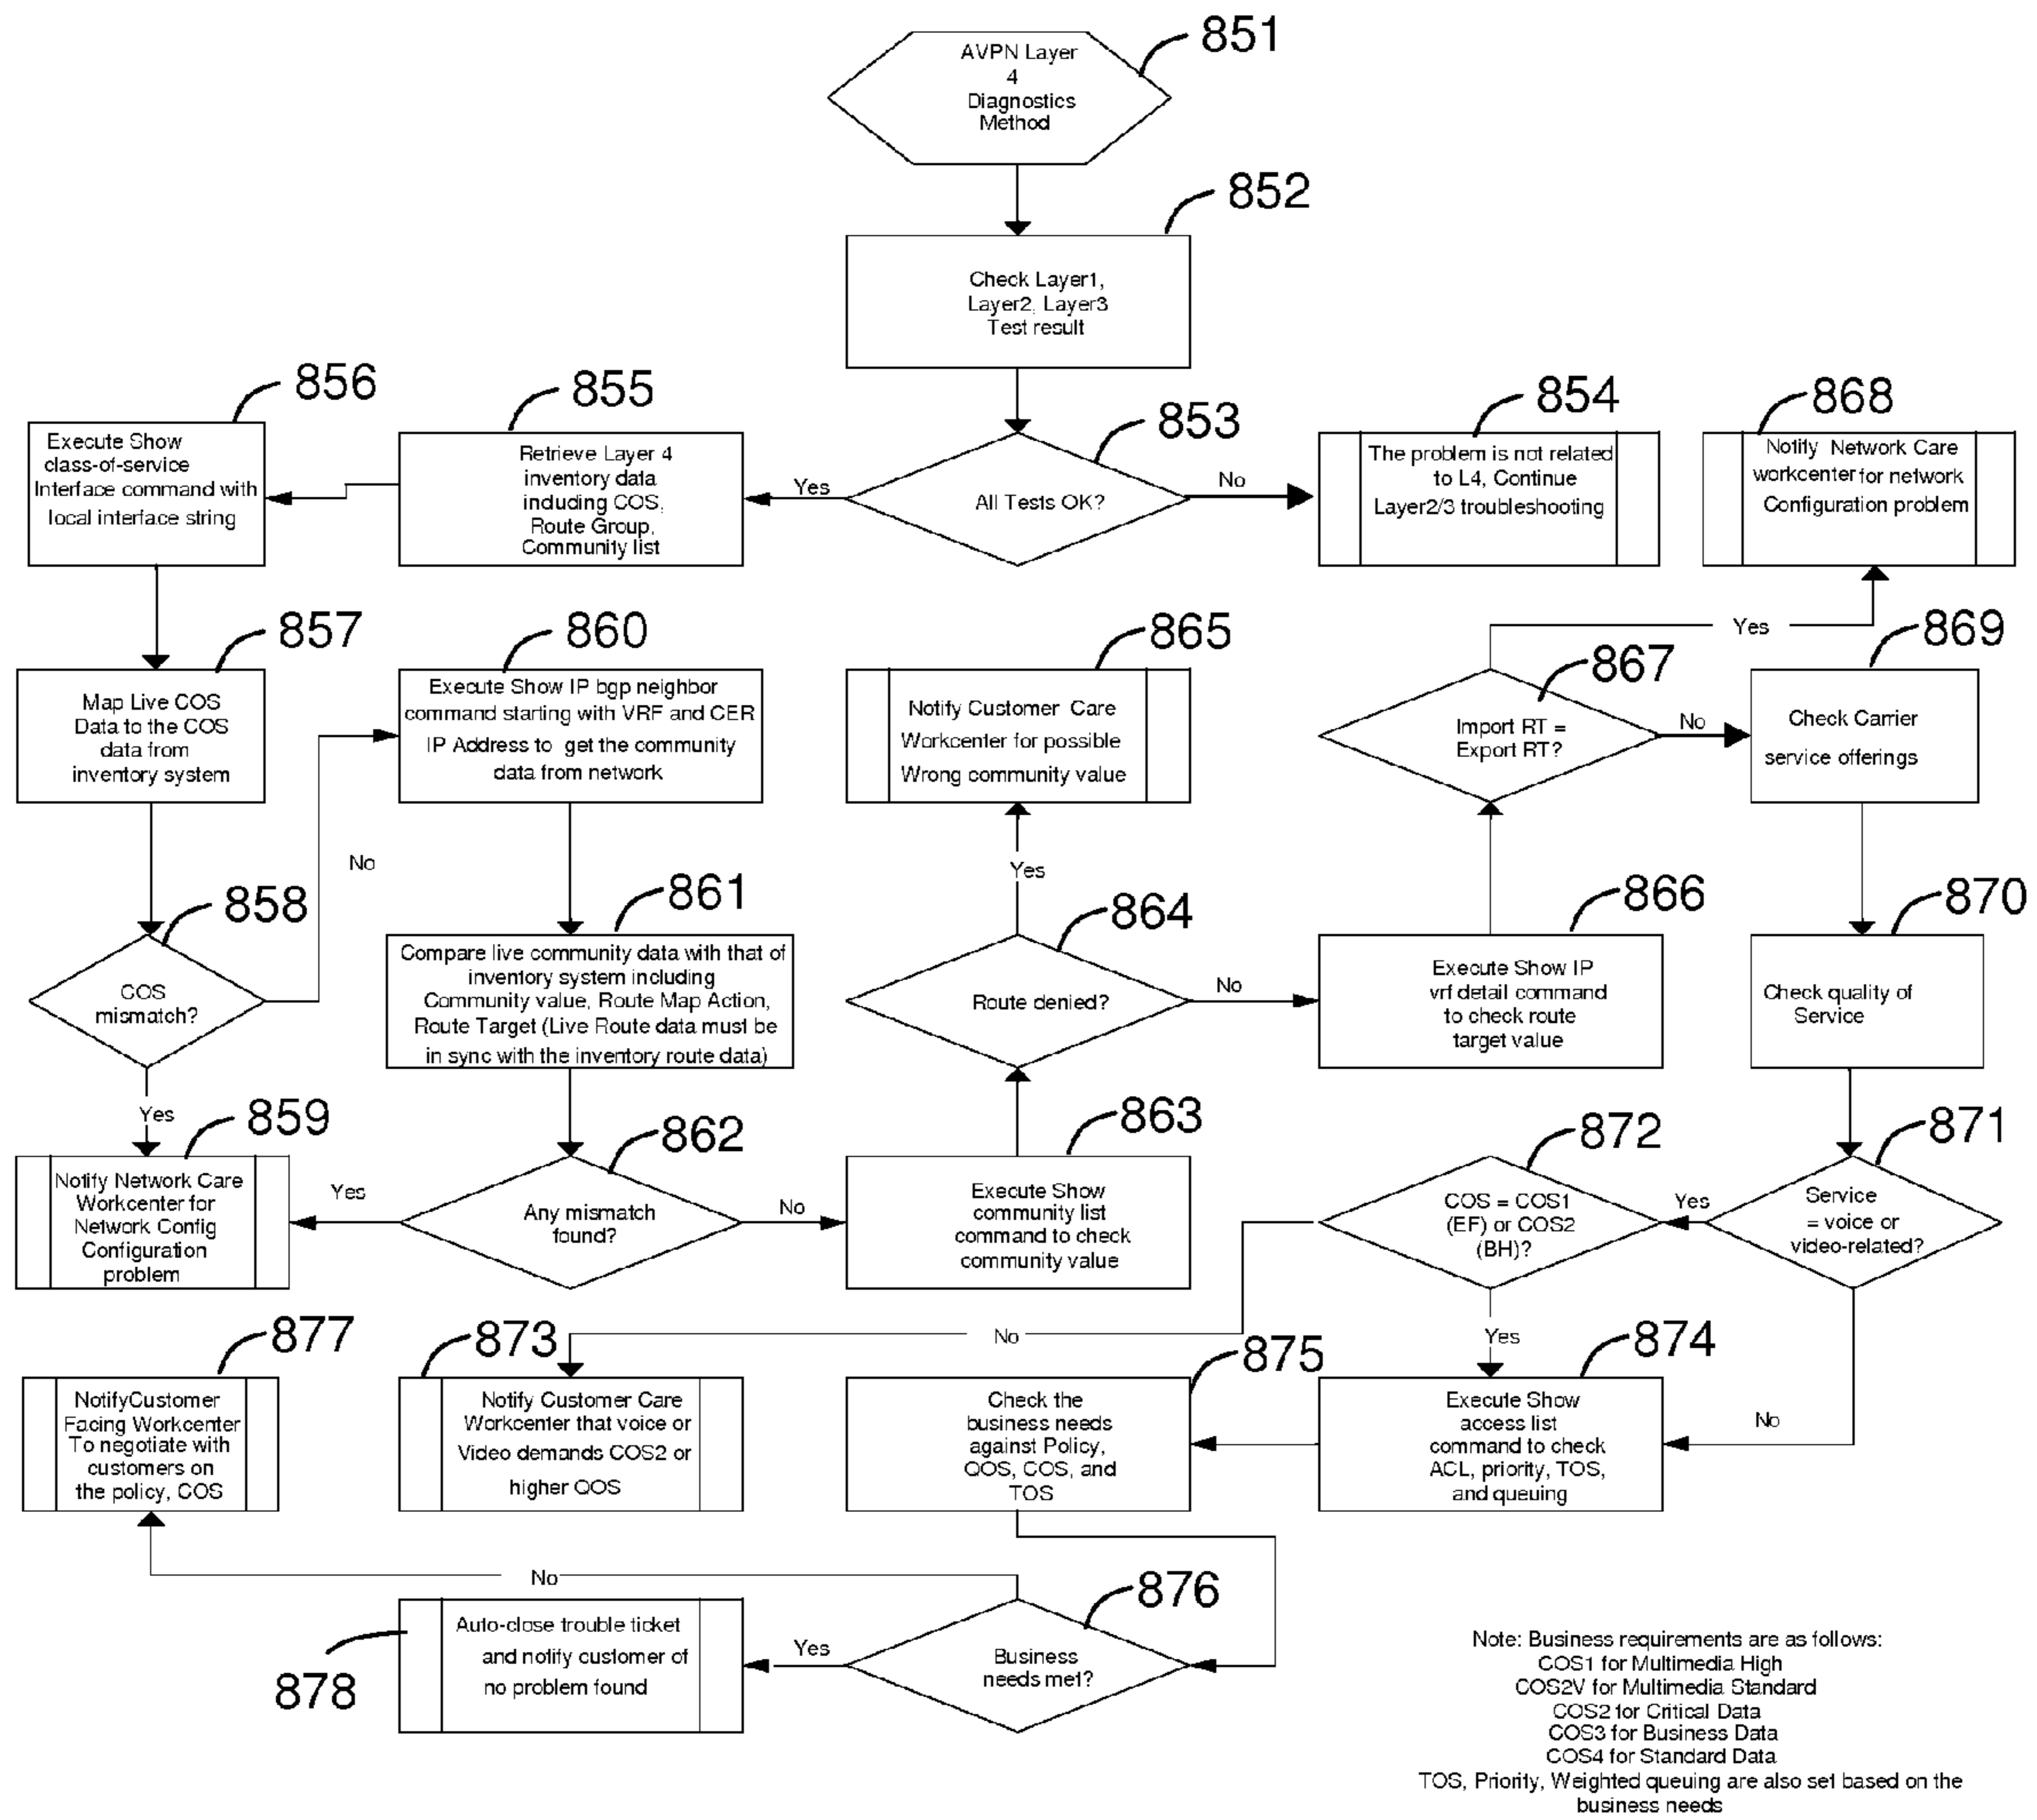 851
AVPN Layer
4
Diagnostics
Method
852
Check Layer1,
Layer2, Layer3
Test result
853
All Tests OK?
No
854
The problem is not related
to L4, Continue
Layer2/3 troubleshooting
Yes
855
Retrieve Layer 4
inventory data
including COS,
Route Group,
Community list
856
Execute Show
class-of-service
Interface command with
local interface string
857
Map Live COS
Data to the COS
data from
inventory system
858
COS
mismatch?
No
Yes
859
Notify Network Care
Workcenter for
Network Config
Configuration
problem
860
Execute Show IP bgp neighbor
command starting with VRF and CER
IP Address to get the community
data from network
861
Compare live community data with that of
inventory system including
Community value, Route Map Action,
Route Target (Live Route data must be
in sync with the inventory route data)
862
Any mismatch
found?
Yes
No
863
Execute Show
community list
command to check
community value
864
Route denied?
Yes
865
Notify Customer Care
Workcenter for possible
Wrong community value
No
866
Execute Show IP
vrf detail command
to check route
target value
867
Import RT =
Export RT?
Yes
868
Notify Network Care
workcenter for network
Configuration problem
No
869
Check Carrier
service offerings
870
Check quality of
Service
871
Service
= voice or
video-related?
Yes
872
COS = COS1
(EF) or COS2
(BH)?
No
873
Notify Customer Care
Workcenter that voice or
Video demands COS2 or
higher QOS
Yes
No
874
Execute Show
access list
command to check
ACL, priority, TOS,
and queuing
875
Check the
business needs
against Policy,
QOS, COS, and
TOS
876
Business
needs met?
No
877
NotifyCustomer
Facing Workcenter
To negotiate with
customers on
the policy, COS
Yes
878
Auto-close trouble ticket
and notify customer of
no problem found
Note: Business requirements are as follows:
COS1 for Multimedia High
COS2V for Multimedia Standard
COS2 for Critical Data
COS3 for Business Data
COS4 for Standard Data
TOS, Priority, Weighted queuing are also set based on the
business needs